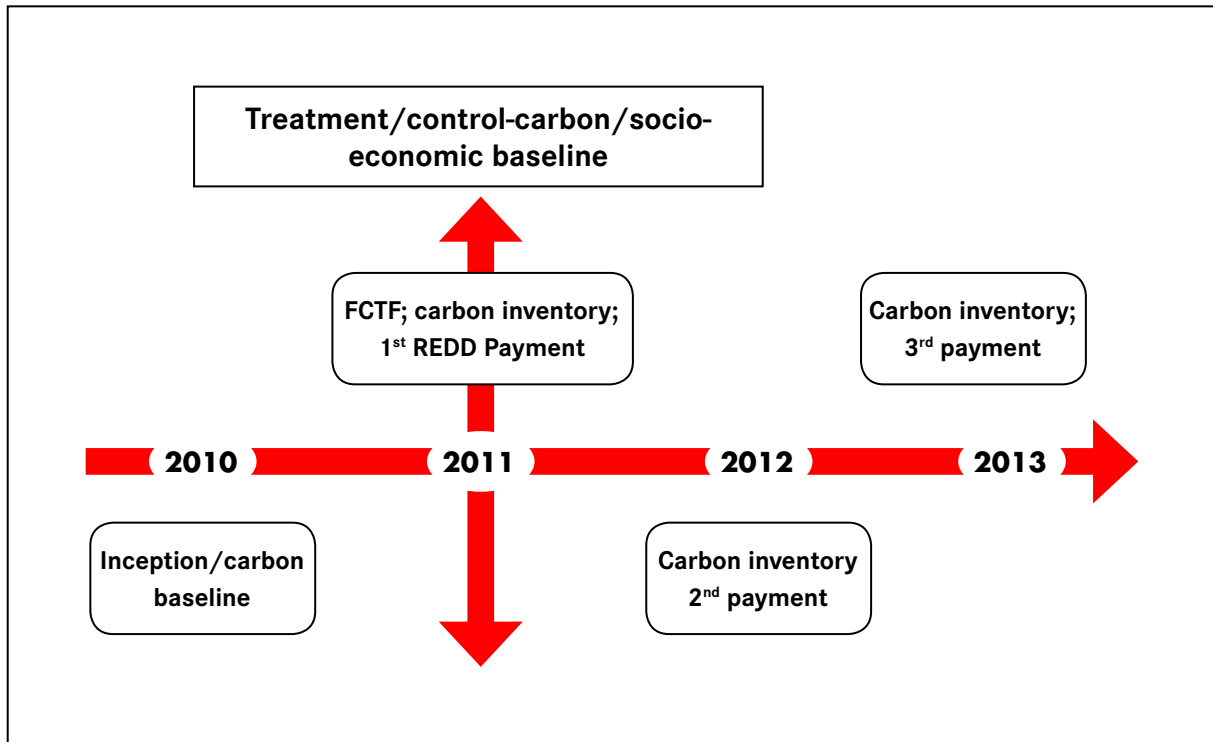 Treatment/control-carbon/socio-
economic baseline
FCTF; carbon inventory;
1st REDD Payment
Carbon inventory;
3rd payment
2010
2011
2012
2013
Inception/carbon
baseline
Carbon inventory
2nd payment